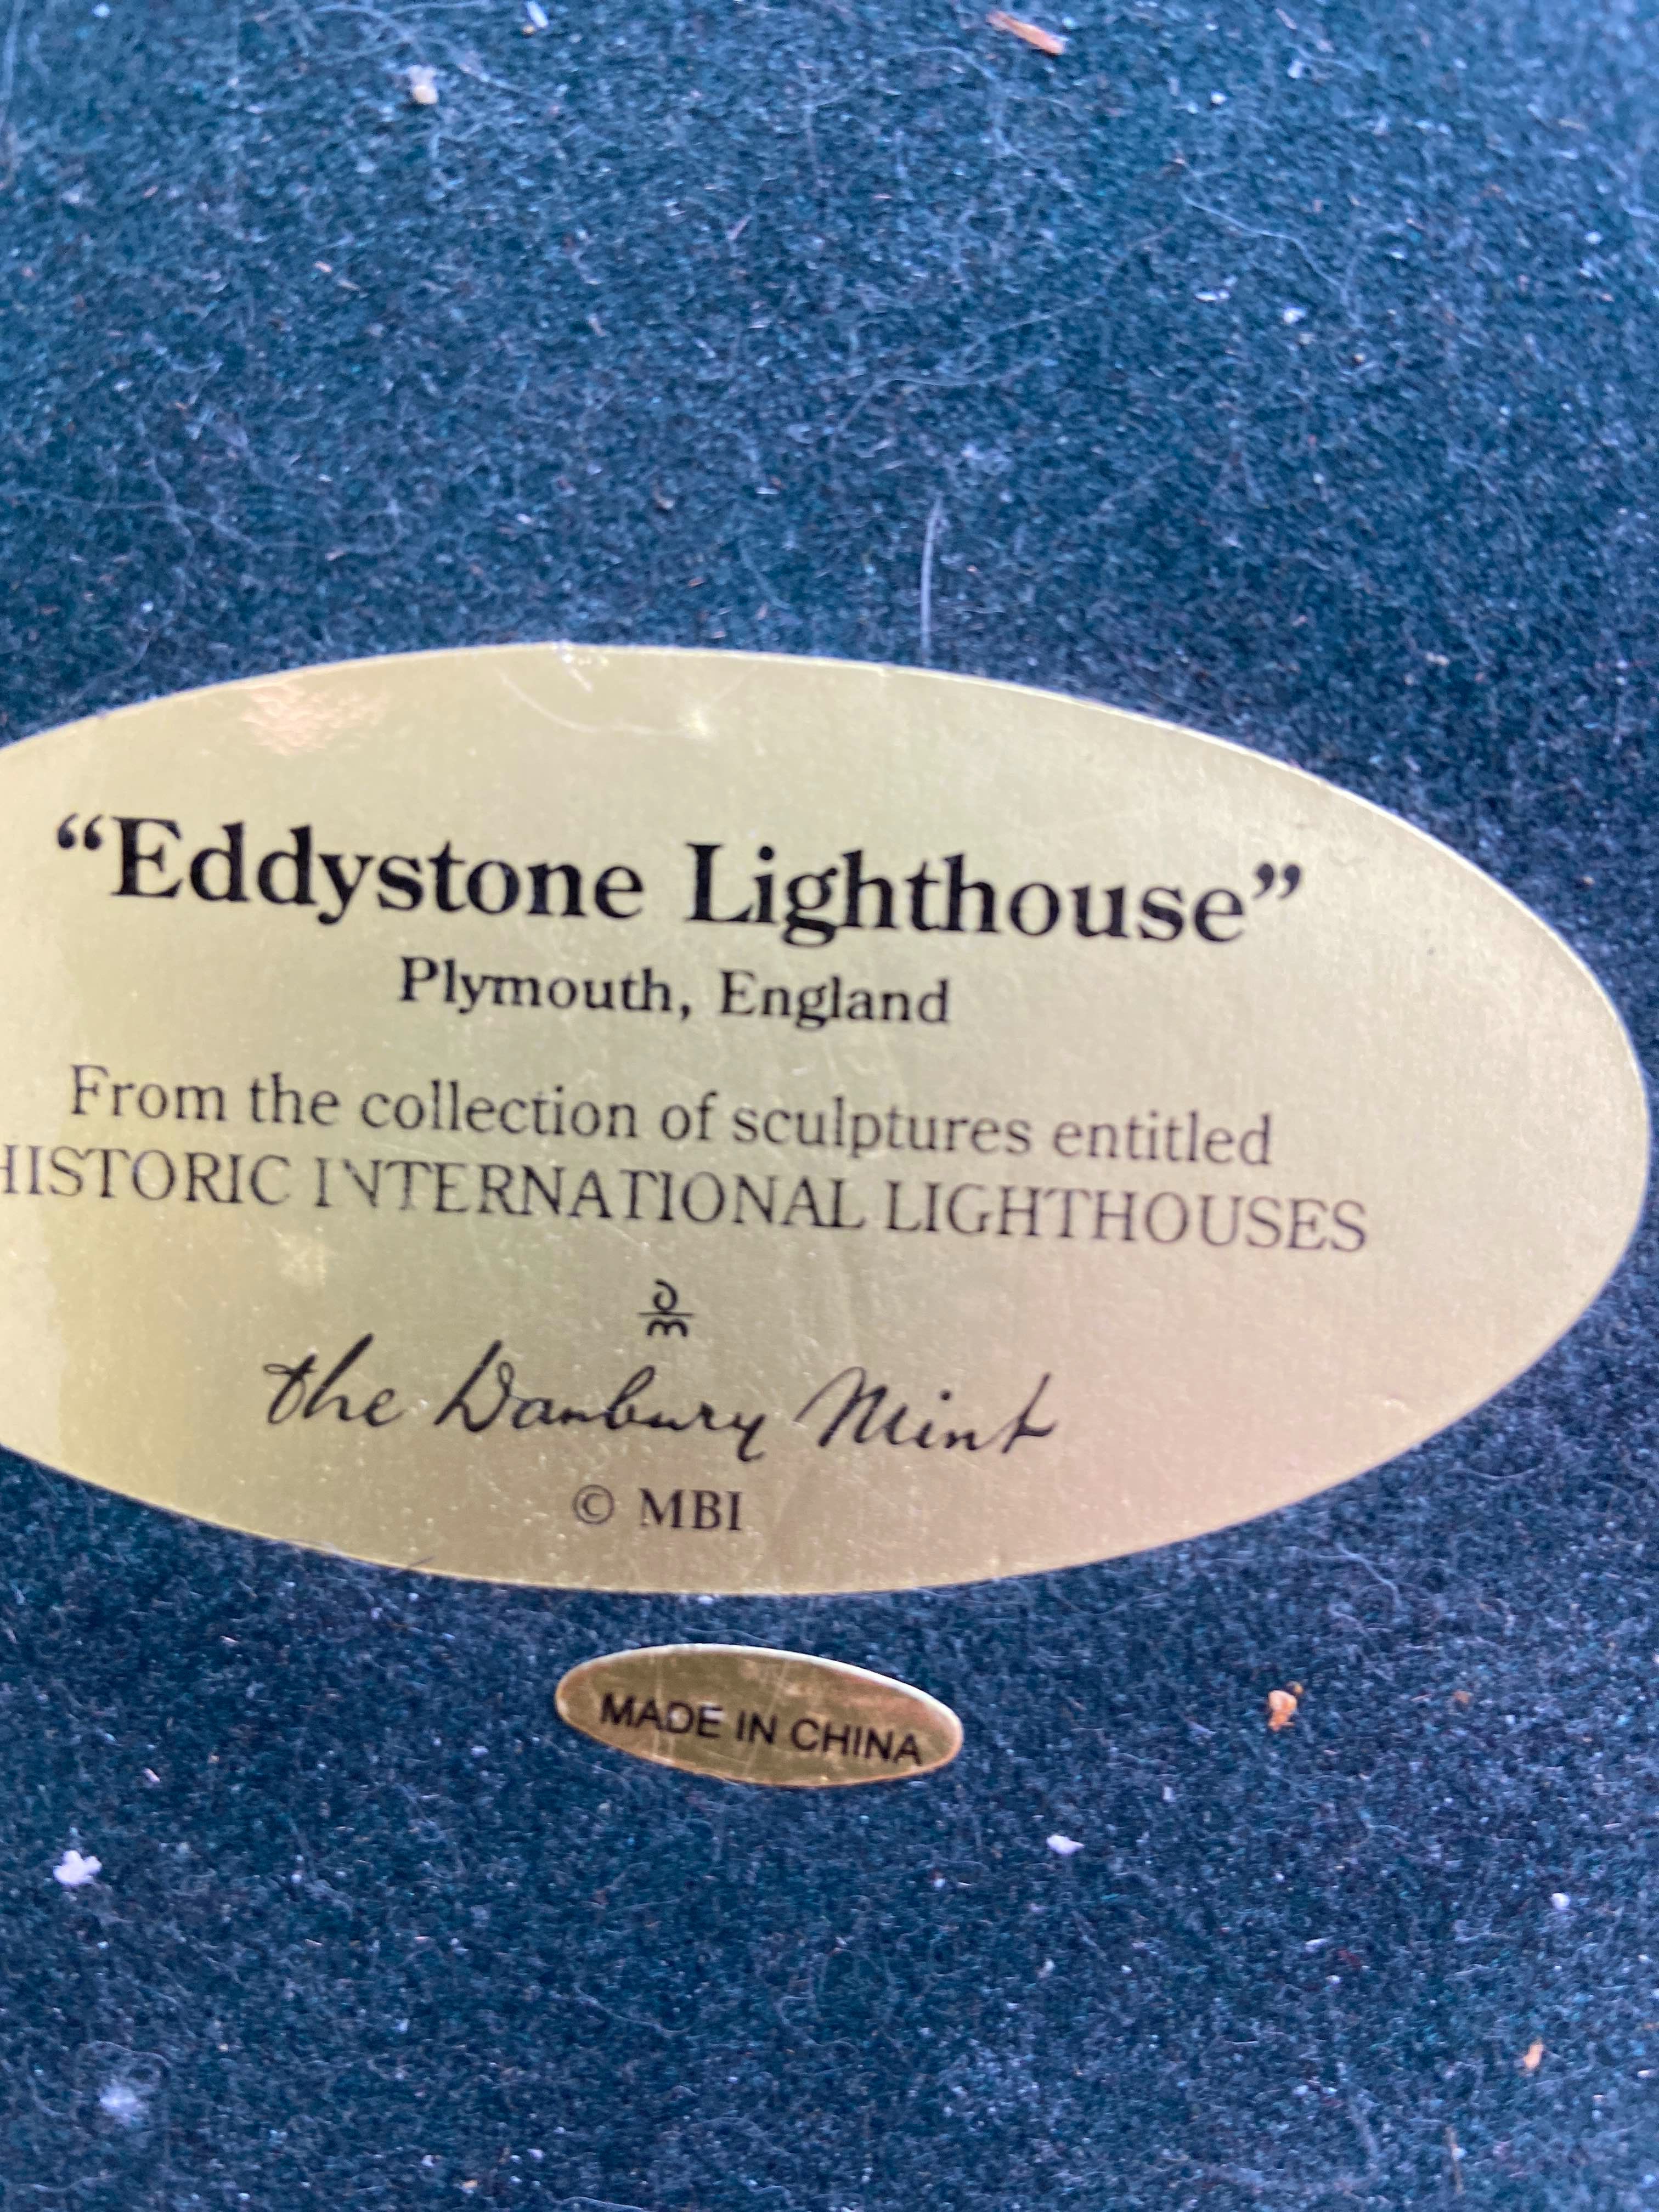 “Eddystone Lighthouse”
Plymouth, England
From the collection of sculptures entitled
HISTORIC INTERNATIONAL LIGHTHOUSES
dm
the Danbury Mint
© MBI
MADE IN CHINA